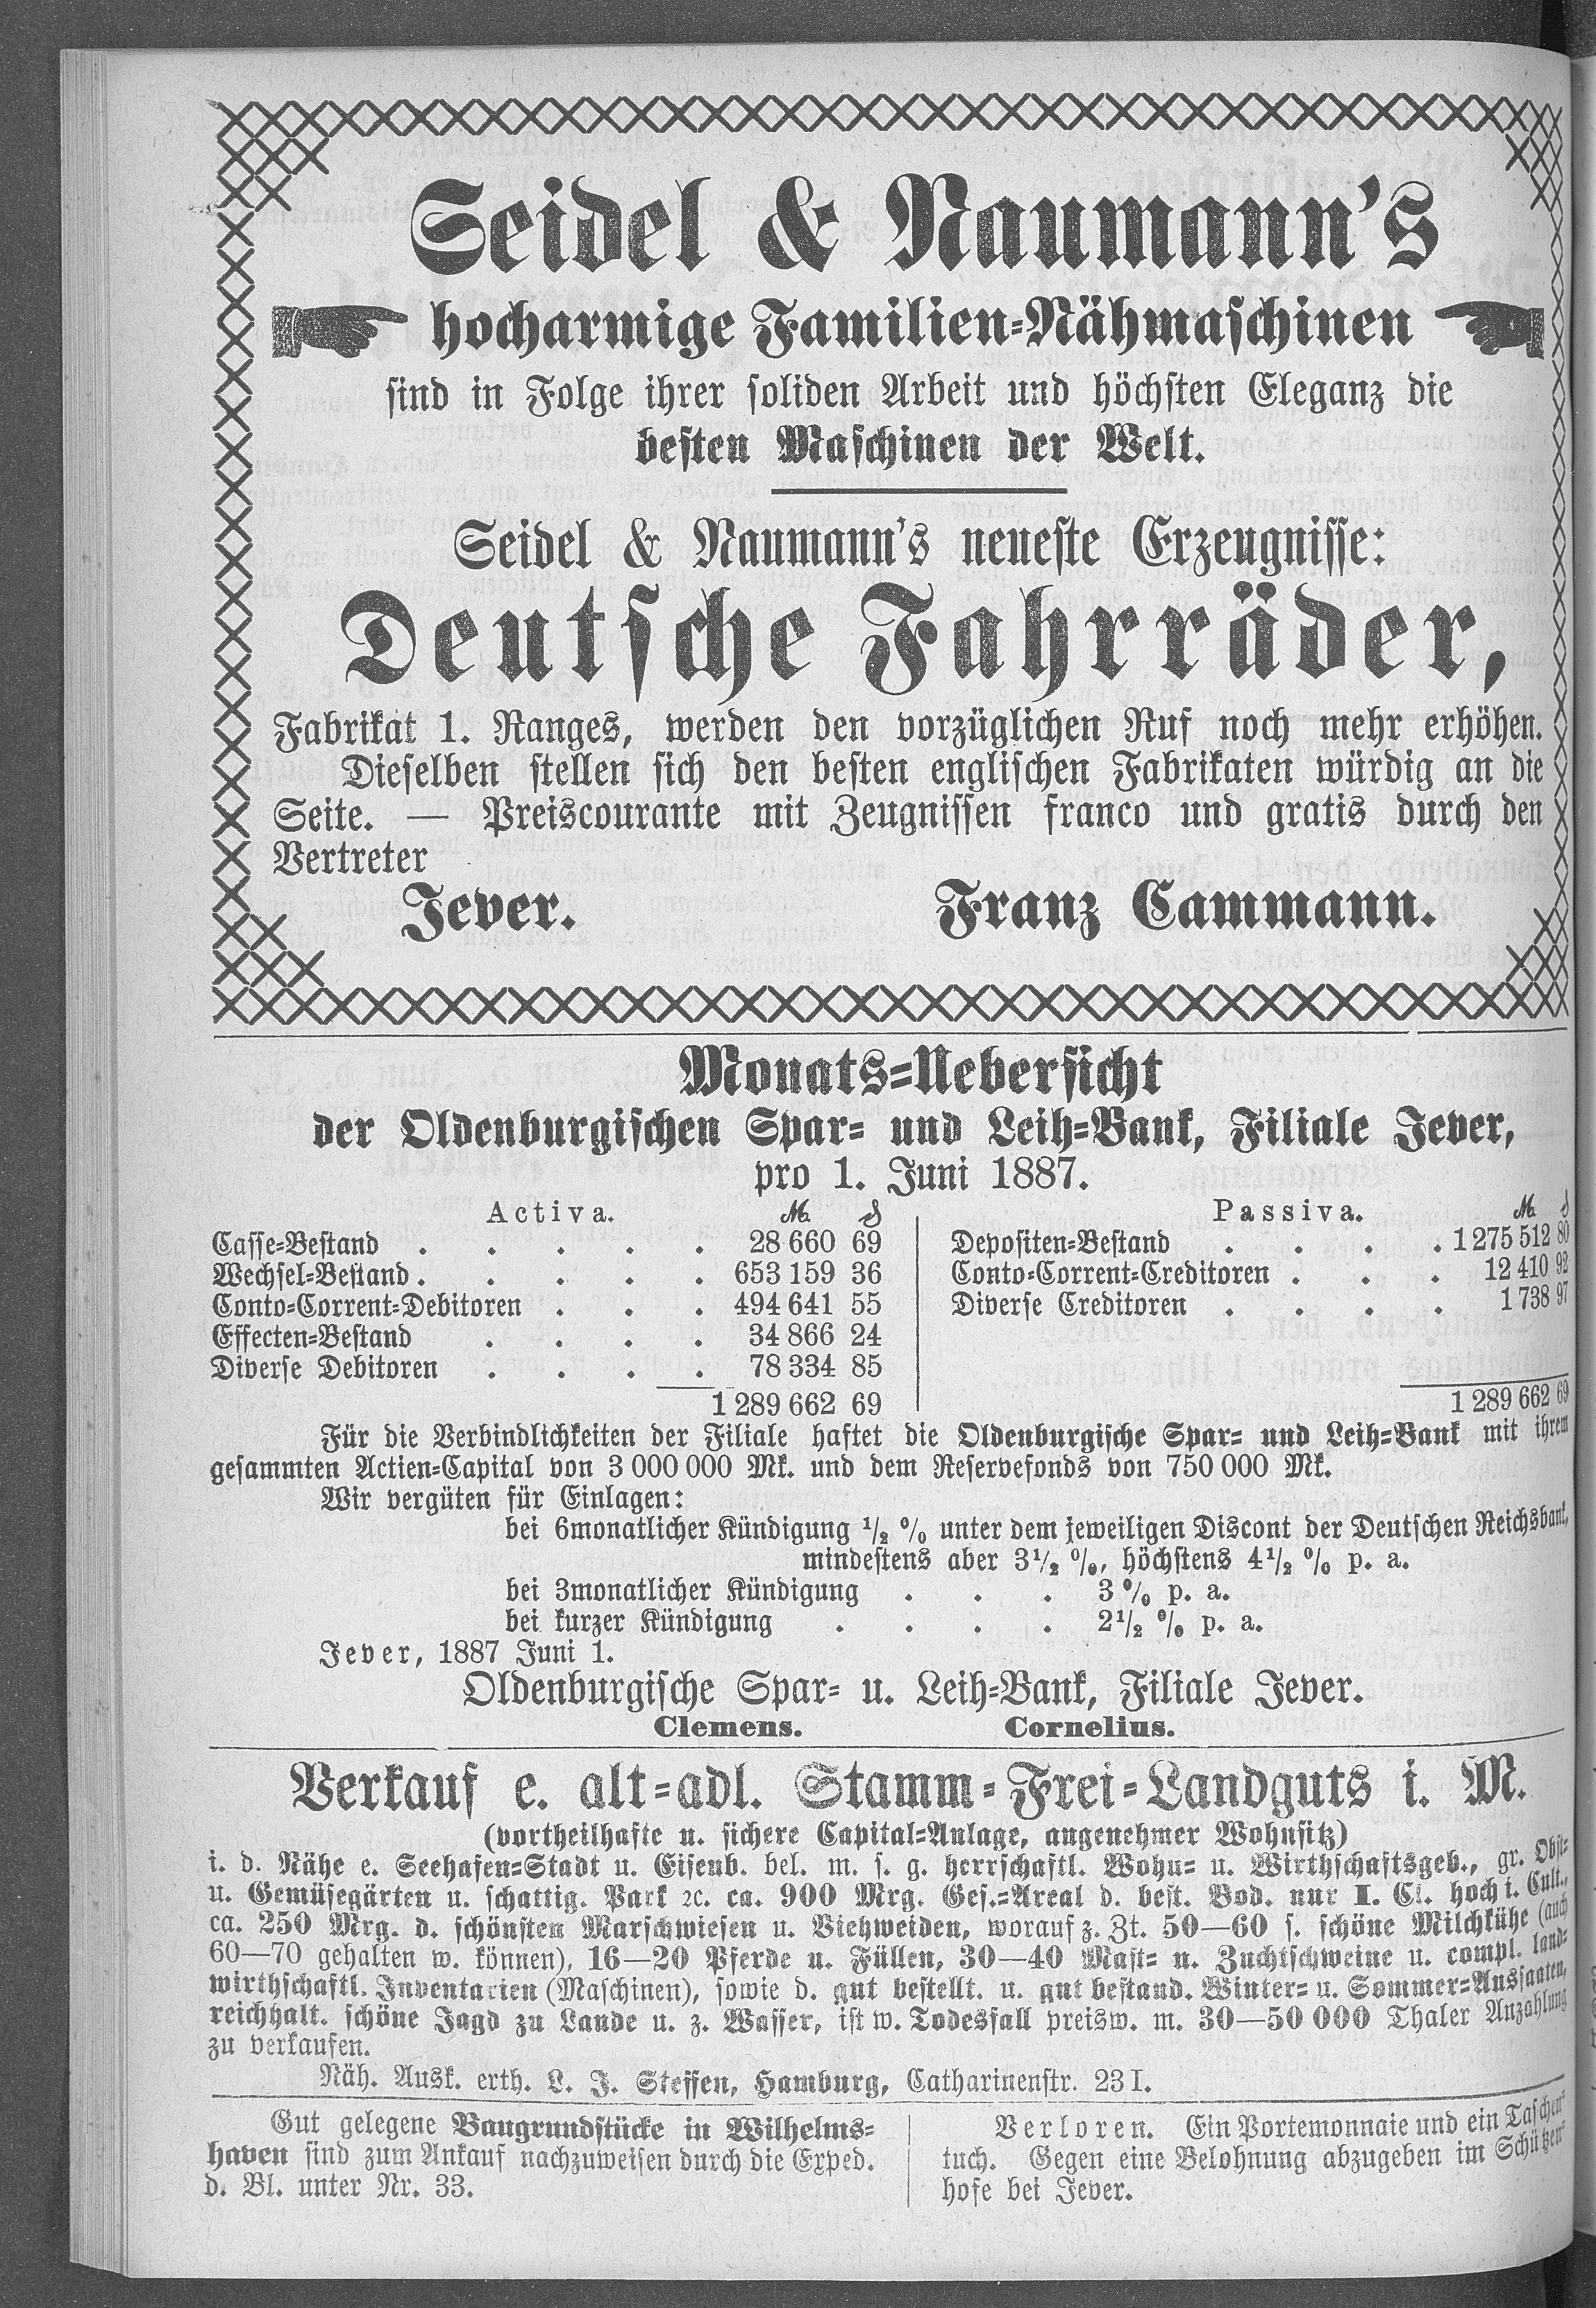 Seidel & Naumann's
hocharmige Familien-Nähmaschinen
sind in Folge ihrer soliden Arbeit und höchsten Eleganz die
besten Maschinen der Welt.
Seidel & Naumann's neueste Erzeugnisse:
Deutsche Fahrräder,
Fabrikat 1. Ranges, werden den vorzüglichen Ruf noch mehr erhöhen.
Dieselben stellen sich den besten englischen Fabrikaten würdig an die
Seite. — Preiscourante mit Zeugnissen franco und gratis durch den
Vertreter
Jever. Franz Cammann.
Monats-Uebersicht
der Oldenburgischen Spar- und Leih-Bank, Filiale Jever,
pro 1. Juni 1887.
Activa. M. ₰
Casse-Bestand . . . . . 28 660 69
Wechsel-Bestand . . . . . 653 159 36
Conto-Corrent-Debitoren . . . 494 641 55
Effecten-Bestand . . . . 34 866 24
Diverse Debitoren . . . . 78 334 85
1 289 662 69
Passiva. M. ₰
Depositen-Bestand . . . . 1 275 512 80
Conto-Corrent-Creditoren . . . 12 410 92
Diverse Creditoren . . . . 1 738 97
1 289 662 69
Für die Verbindlichkeiten der Filiale haftet die Oldenburgische Spar- und Leih-Bank mit ihrem
gesammten Actien-Capital von 3 000 000 Mk. und dem Reservefonds von 750 000 Mk.
Wir vergüten für Einlagen:
bei 6monatlicher Kündigung ½ % unter dem jeweiligen Discont der Deutschen Reichsbank,
mindestens aber 3½ %, höchstens 4½ % p. a.
bei 3monatlicher Kündigung . . . 3 % p. a.
bei kurzer Kündigung . . . . 2½ % p. a.
Jever, 1887 Juni 1.
Oldenburgische Spar- u. Leih-Bank, Filiale Jever.
Clemens. Cornelius.
Verkauf e. alt-adl. Stamm-Frei-Landguts i. M.
(vortheilhafte u. sichere Capital-Anlage, angenehmer Wohnsitz)
i. d. Nähe e. Seehafen-Stadt u. Eisenb. bel. m. s. g. herrschaftl. Wohn- u. Wirthschaftsgeb., gr. Obst-
u. Gemüsegärten u. schattig. Park ꝛc. ca. 900 Mrg. Ges.-Areal d. best. Bod. nur I. Cl. hoch i. Cult.,
ca. 250 Mrg. d. schönsten Marschwiesen u. Viehweiden, worauf z. Zt. 50—60 s. schöne Milchkühe (auch
60—70 gehalten w. können), 16—20 Pferde u. Füllen, 30—40 Mast- u. Zuchtschweine u. compl. land-
wirthschaftl. Inventarien (Maschinen), sowie d. gut bestellt. u. gut bestand. Winter- u. Sommer-Aussaaten,
reichhalt. schöne Jagd zu Lande u. z. Wasser, ist w. Todesfall preisw. m. 30—50 000 Thaler Anzahlung
zu verkaufen.
Näh. Ausk. erth. L. J. Steffen, Hamburg, Catharinenstr. 23 I.
Gut gelegene Baugrundstücke in Wilhelms-
haven sind zum Ankauf nachzuweisen durch die Exped.
d. Bl. unter Nr. 33.
Verloren. Ein Portemonnaie und ein Taschen-
tuch. Gegen eine Belohnung abzugeben im Schützen-
hofe bei Jever.